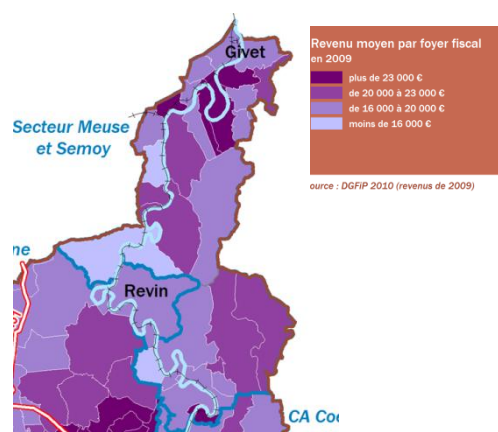 Givet
Secteur Meuse
et Semoy
ne
Revin
CA Coo
Revenu moyen par foyer fiscal
en 2009
plus de 23 000 €
de 20 000 à 23 000 €
de 16 000 à 20 000 €
moins de 16 000 €
ource : DGFiP 2010 (revenus de 2009)